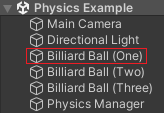 Physics Example
Main Camera
Directional Light
Billiard Ball (One)
Billiard Ball (Two)
Billiard Ball (Three)
Physics Manager